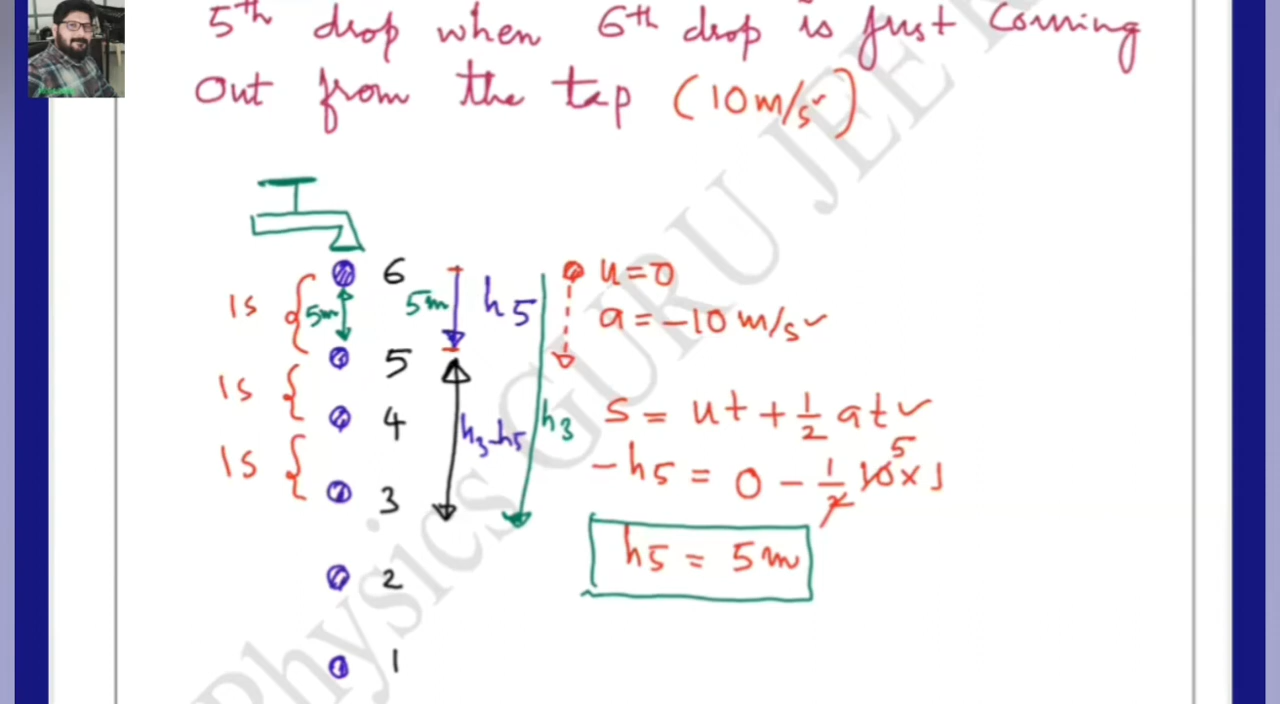 5th drop when 6th drop is just coming
Out from the tap (10m/s²)
6
5
4
3
2
1
1s
1s
1s
5m
5m
h5
h3-h5
h3
u=0
a=-10m/s²
s = ut + 1/2 at²
-h5 = 0 - 1/2 10×1
5
h5 = 5m
Physics GURU JEE